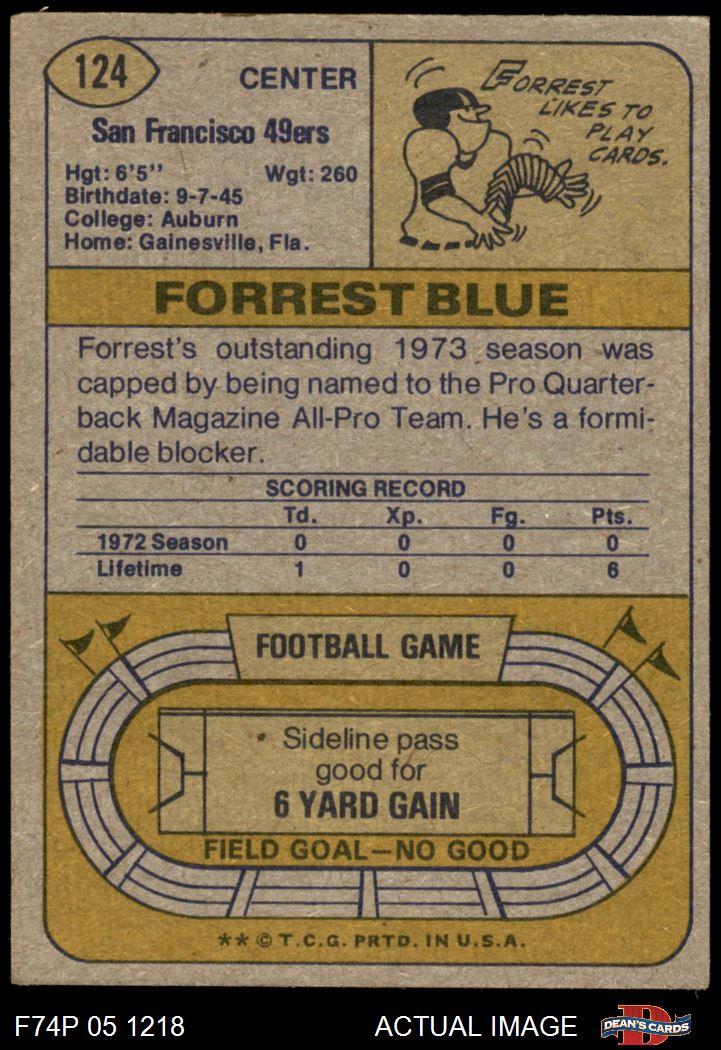 124
CENTER
San Francisco 49ers
Hgt: 6'5'' Wgt: 260
Birthdate: 9-7-45
College: Auburn
Home: Gainesville, Fla.
FORREST
LIKES TO
PLAY
CARDS.
FORREST BLUE
Forrest's outstanding 1973 season was
capped by being named to the Pro Quarter-
back Magazine All-Pro Team. He's a formi-
dable blocker.
SCORING RECORD
Td. Xp. Fg. Pts.
1972 Season 0 0 0 0
Lifetime 1 0 0 6
FOOTBALL GAME
Sideline pass
good for
6 YARD GAIN
FIELD GOAL—NO GOOD
** © T.C.G. PRTD. IN U.S.A.
F74P 05 1218 ACTUAL IMAGE
D
DEAN'S CARDS